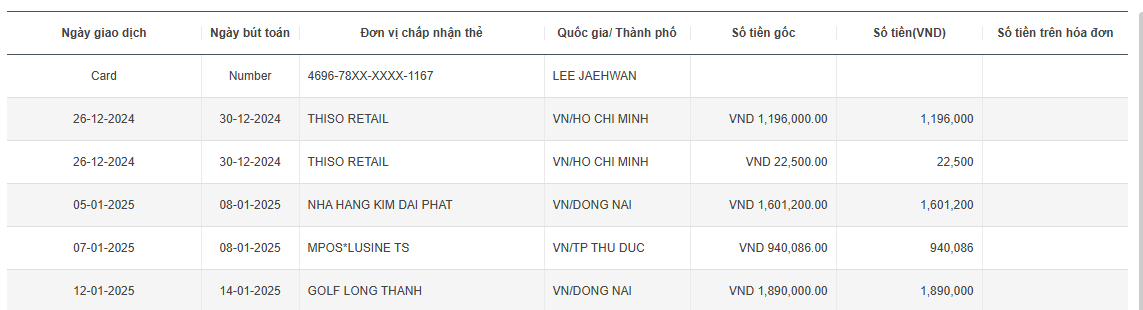 Ngày giao dịch Ngày bút toán Đơn vị chấp nhận thẻ Quốc gia/ Thành phố Số tiền gốc Số tiền(VND) Số tiền trên hóa đơn
Card Number 4696-78XX-XXXX-1167 LEE JAEHWAN
26-12-2024 30-12-2024 THISO RETAIL VN/HO CHI MINH VND 1,196,000.00 1,196,000
26-12-2024 30-12-2024 THISO RETAIL VN/HO CHI MINH VND 22,500.00 22,500
05-01-2025 08-01-2025 NHA HANG KIM DAI PHAT VN/DONG NAI VND 1,601,200.00 1,601,200
07-01-2025 08-01-2025 MPOS*LUSINE TS VN/TP THU DUC VND 940,086.00 940,086
12-01-2025 14-01-2025 GOLF LONG THANH VN/DONG NAI VND 1,890,000.00 1,890,000